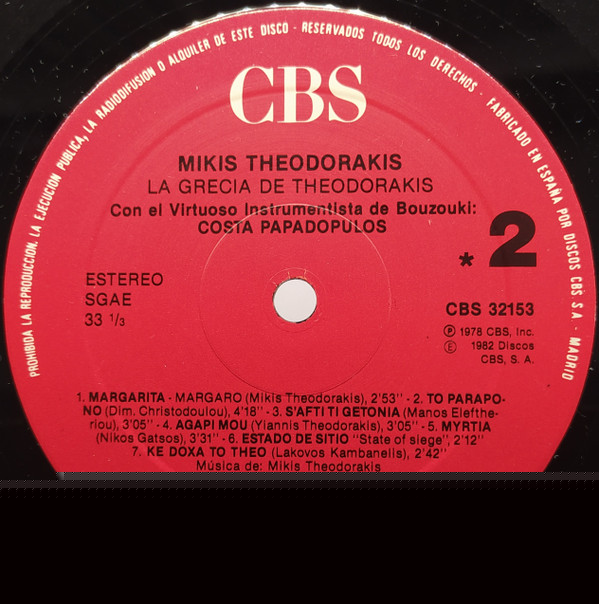 PROHIBIDA LA REPRODUCCION, LA EJECUCION PUBLICA, LA RADIODIFUSION O ALQUILER DE ESTE DISCO - RESERVADOS TODOS LOS DERECHOS - FABRICADO EN ESPAÑA POR DISCOS CBS S.A - MADRID
CBS
MIKIS THEODORAKIS
LA GRECIA DE THEODORAKIS
Con el Virtuoso Instrumentista de Bouzouki:
COSTA PAPADOPULOS
* 2
ESTEREO
SGAE
33 1/3
CBS 32153
Ⓟ 1978 CBS, Inc.
Ⓔ 1982 Discos
CBS, S. A.
1. MARGARITA - MARGARO (Mikis Theodorakis), 2'53'' - 2. TO PARAPO-
NO (Dim. Christodoulou), 4'18'' - 3. S'AFTI TI GETONIA (Manos Elefthe-
riou), 3'05'' - 4. AGAPI MOU (Yiannis Theodorakis), 3'05'' - 5. MYRTIA
(Nikos Gatsos), 3'31'' - 6. ESTADO DE SITIO "State of siege", 2'12''
7. KE DOXA TO THEO (Lakovos Kambanelis), 2'42''
Música de: Mikis Theodorakis